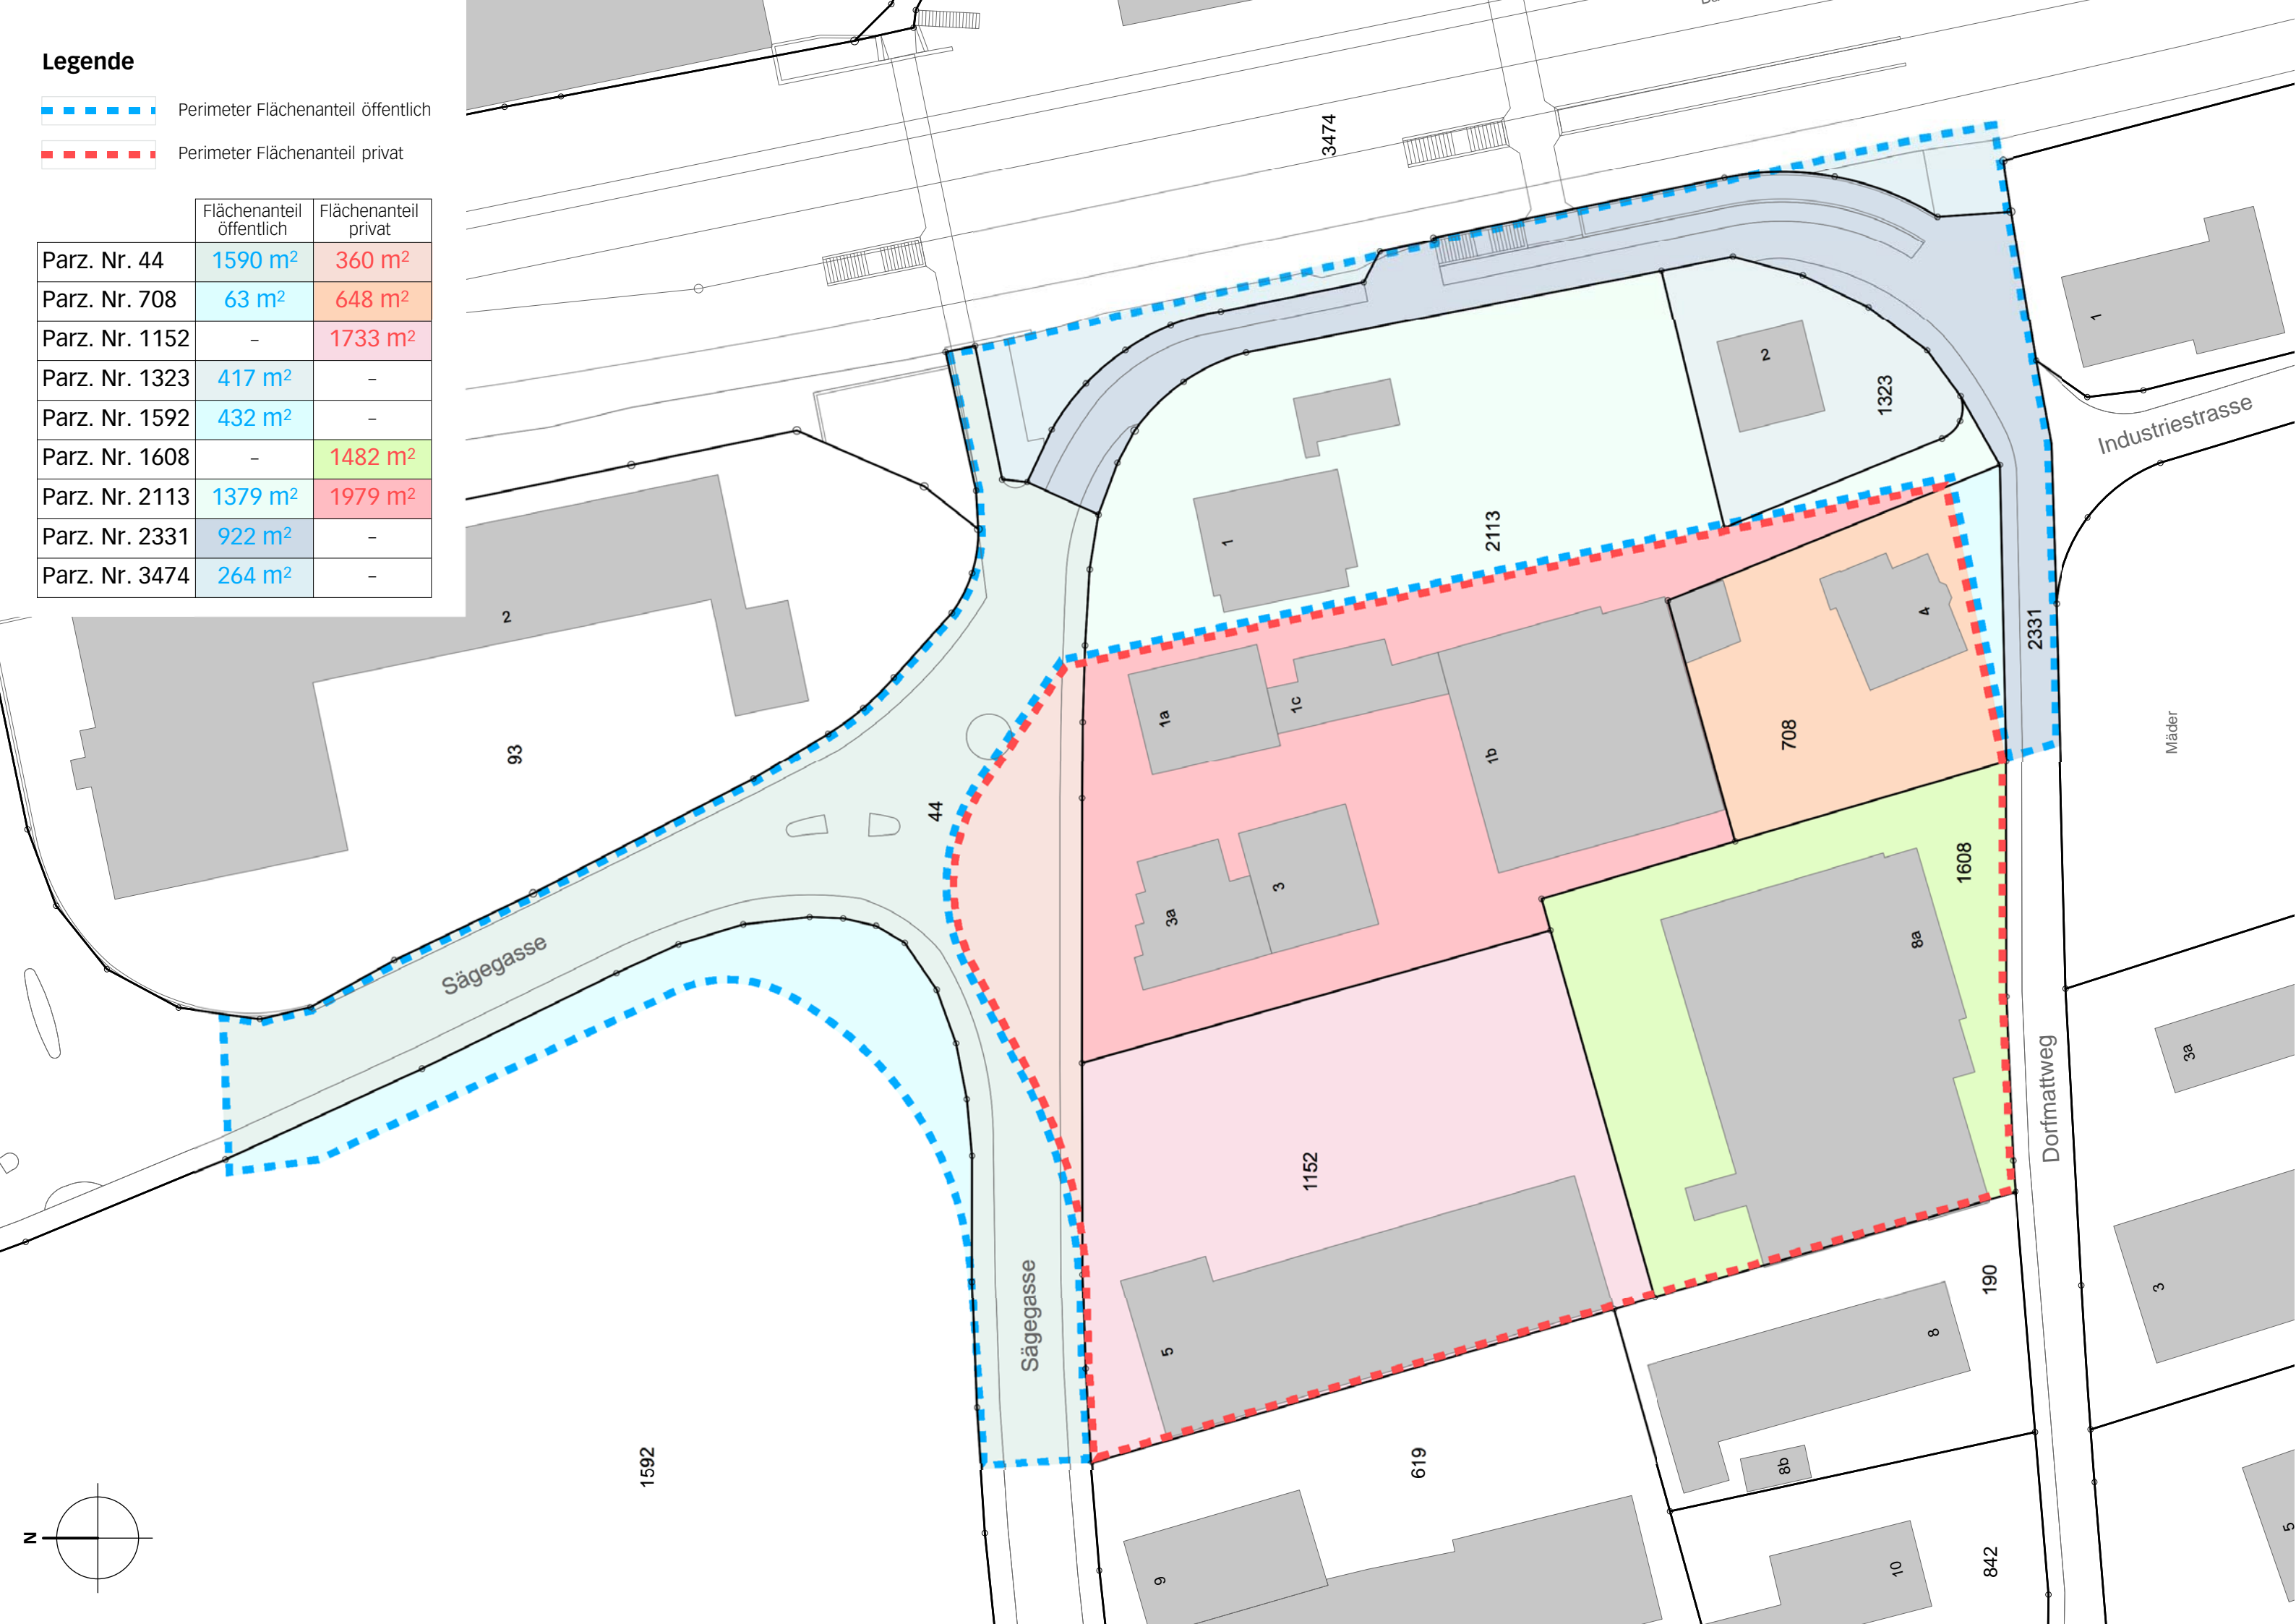 Legende
Perimeter Flächenanteil öffentlich
Perimeter Flächenanteil privat
Flächenanteil öffentlich Flächenanteil privat
Parz. Nr. 44 1590 m² 360 m²
Parz. Nr. 708 63 m² 648 m²
Parz. Nr. 1152 – 1733 m²
Parz. Nr. 1323 417 m² –
Parz. Nr. 1592 432 m² –
Parz. Nr. 1608 – 1482 m²
Parz. Nr. 2113 1379 m² 1979 m²
Parz. Nr. 2331 922 m² –
Parz. Nr. 3474 264 m² –
3474
1
2
1323
Industriestrasse
1
2113
2
4
2331
93
1a
1c
1b
708
Mäder
44
3a
3
1608
8a
Sägegasse
3a
Dorfmattweg
1152
190
3
Sägegasse
5
8
1592
619
8b
N
9
10
842
5